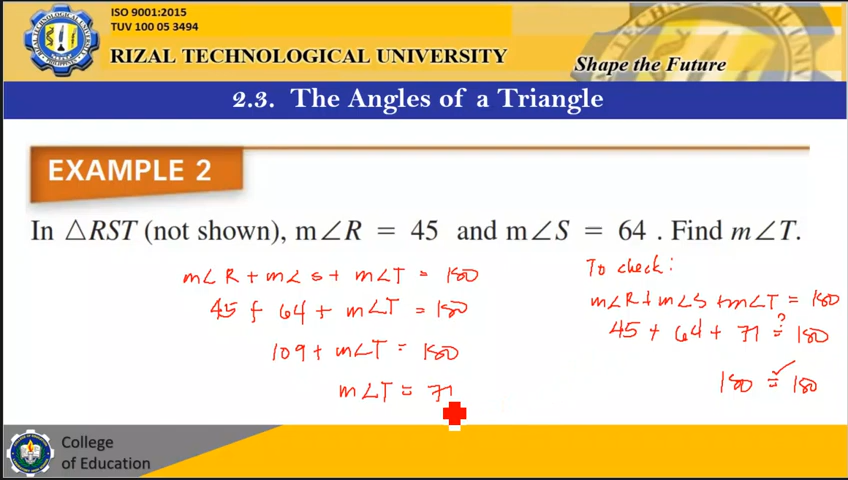 ISO 9001:2015
TUV 100 05 3494
RIZAL TECHNOLOGICAL UNIVERSITY
Shape the Future
2.3. The Angles of a Triangle
EXAMPLE 2
In △RST (not shown), m∠R = 45 and m∠S = 64 . Find m∠T.
m∠R + m∠S + m∠T = 180
45 + 64 + m∠T = 180
109 + m∠T = 180
m∠T = 71
To check:
m∠R + m∠S + m∠T = 180
45 + 64 + 71 ≟ 180
180 = 180 ✓
College
of Education